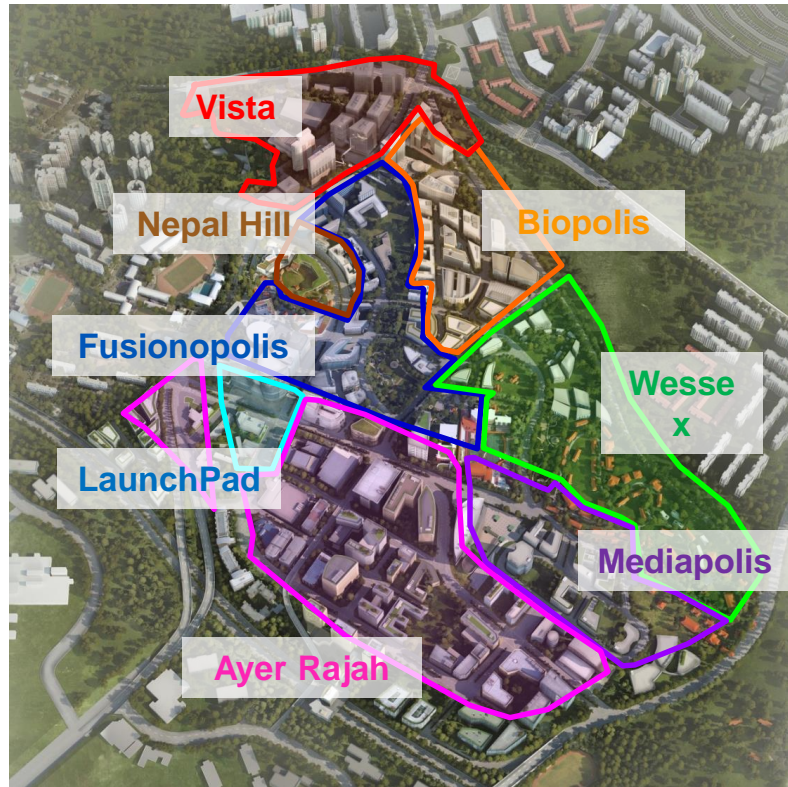 Vista
Nepal Hill
Biopolis
Fusionopolis
Wesse
x
LaunchPad
Mediapolis
Ayer Rajah